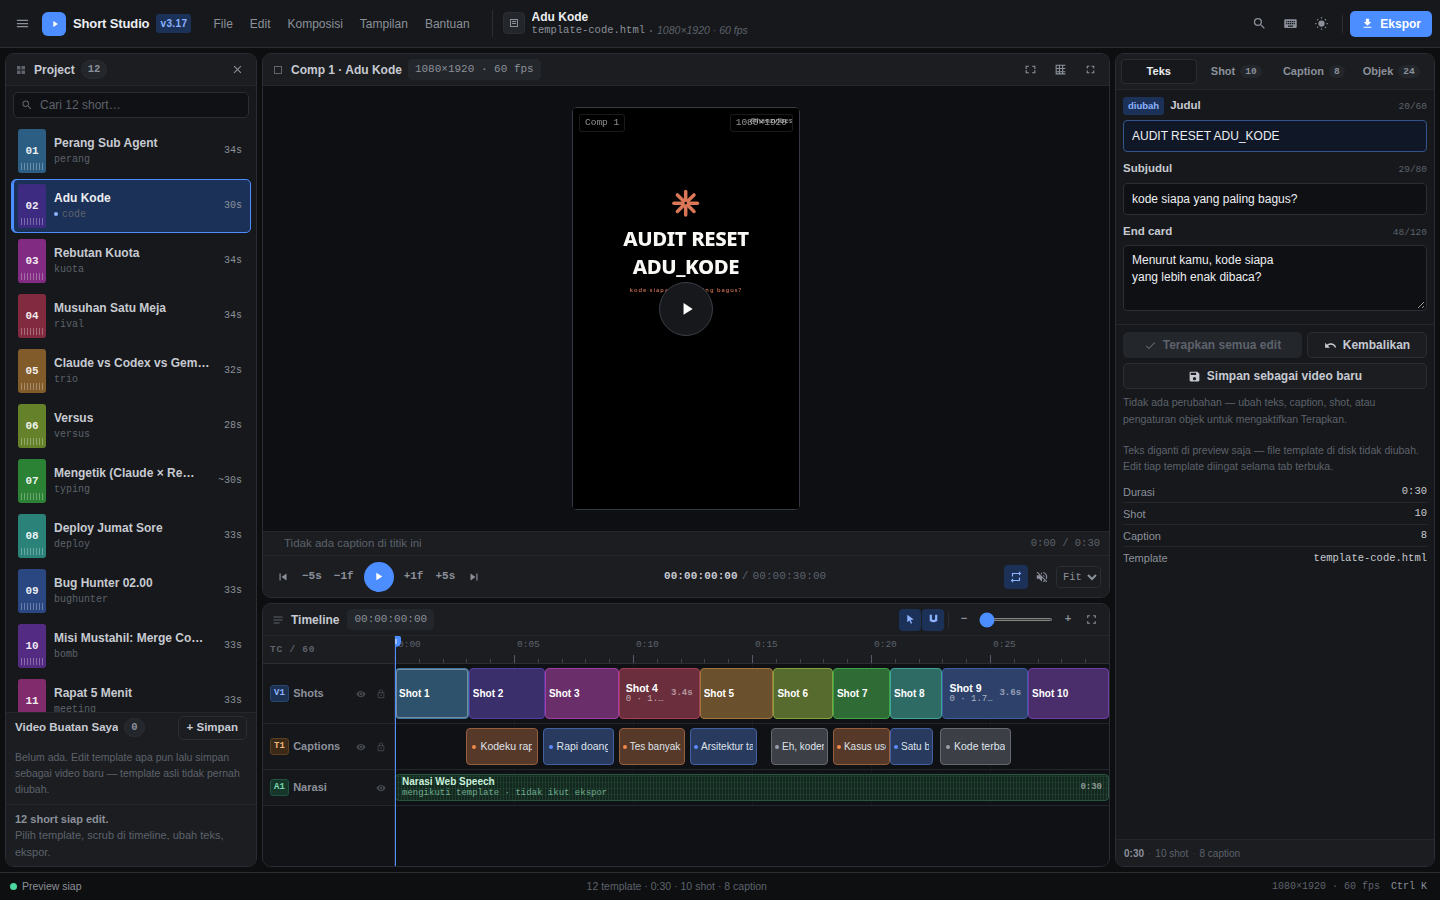 Short Studio v3.17 File Edit Komposisi Tampilan Bantuan
Adu Kode
template-code.html · 1080×1920 · 60 fps
Ekspor
Project 12
Cari 12 short…
01 Perang Sub Agent 34s
perang
02 Adu Kode 30s
code
03 Rebutan Kuota 34s
kuota
04 Musuhan Satu Meja 34s
rival
05 Claude vs Codex vs Gem… 32s
trio
06 Versus 28s
versus
07 Mengetik (Claude × Re… ~30s
typing
08 Deploy Jumat Sore 33s
deploy
09 Bug Hunter 02.00 33s
bughunter
10 Misi Mustahil: Merge Co… 33s
bomb
11 Rapat 5 Menit 33s
meeting
Video Buatan Saya 0 + Simpan
Belum ada. Edit template apa pun lalu simpan
sebagai video baru — template asli tidak pernah
diubah.
12 short siap edit.
Pilih template, scrub di timeline, ubah teks,
ekspor.
Comp 1 · Adu Kode 1080×1920 · 60 fps
Comp 1 1080×1920
AUDIT RESET
ADU_KODE
kode bagus?
Tidak ada caption di titik ini 0:00 / 0:30
−5s −1f +1f +5s 00:00:00:00 / 00:00:30:00 Fit
Timeline 00:00:00:00 − +
TC / 60 0:00 0:05 0:10 0:15 0:20 0:25
V1 Shots Shot 1 Shot 2 Shot 3 Shot 4 3.4s Shot 5 Shot 6 Shot 7 Shot 8 Shot 9 3.6s Shot 10
0 · 1.… 0 · 1.7…
T1 Captions Kodeku rap Rapi doang Tes banyak Arsitektur ta Eh, koder Kasus us Satu b Kode terba
A1 Narasi Narasi Web Speech 0:30
mengikuti template · tidak ikut ekspor
Teks Shot 10 Caption 8 Objek 24
diubah Judul 20/60
AUDIT RESET ADU_KODE
Subjudul 29/80
kode siapa yang paling bagus?
End card 48/120
Menurut kamu, kode siapa
yang lebih enak dibaca?
Terapkan semua edit Kembalikan
Simpan sebagai video baru
Tidak ada perubahan — ubah teks, caption, shot, atau
pengaturan objek untuk mengaktifkan Terapkan.
Teks diganti di preview saja — file template di disk tidak diubah.
Edit tiap template diingat selama tab terbuka.
Durasi 0:30
Shot 10
Caption 8
Template template-code.html
0:30 · 10 shot · 8 caption
Preview siap 12 template · 0:30 · 10 shot · 8 caption 1080×1920 · 60 fps Ctrl K